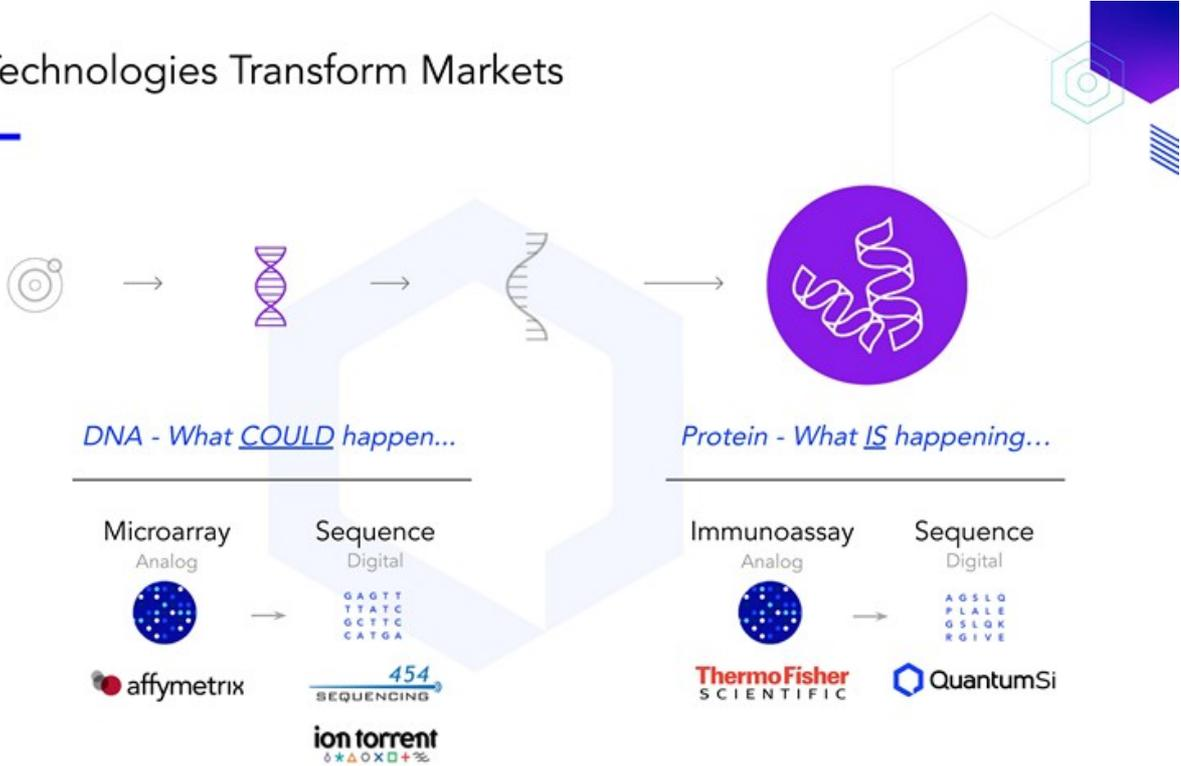 Technologies Transform Markets
DNA - What COULD happen...
Protein - What IS happening...
Microarray
Analog
Sequence
Digital
GAGTT
TTATC
GCTTC
CATGA
affymetrix
454
SEQUENCING
ion torrent
Immunoassay
Analog
Sequence
Digital
AGSLQ
PLALE
GSLQK
RGIVE
ThermoFisher
SCIENTIFIC
QuantumSi